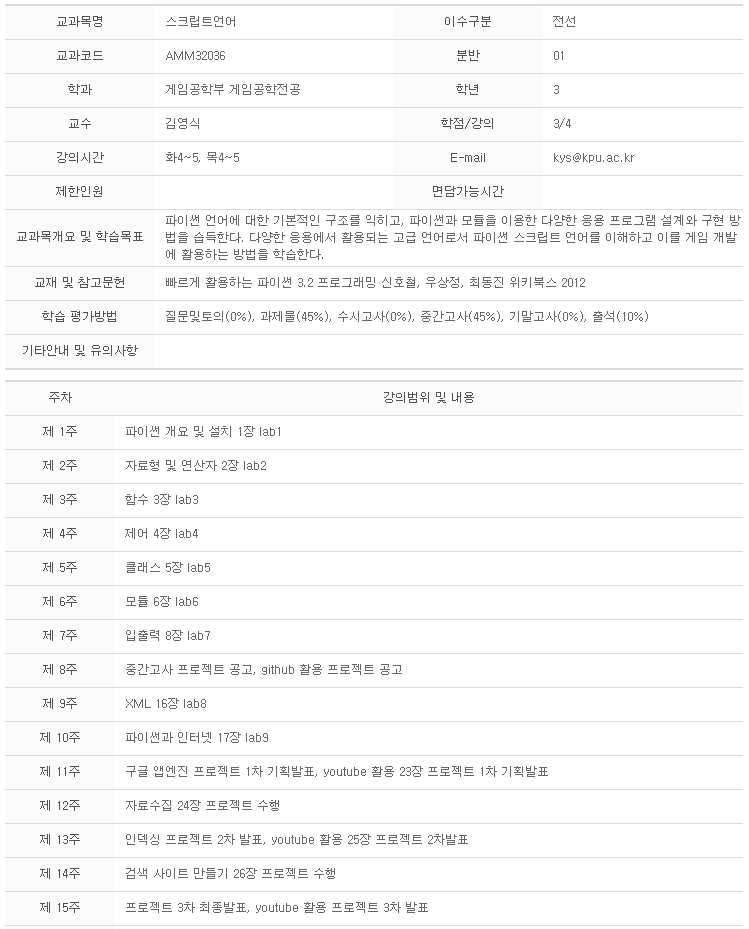 교과목명 스크립트언어 이수구분 전선
교과코드 AMM32036 분반 01
학과 게임공학부 게임공학전공 학년 3
교수 김영식 학점/강의 3/4
강의시간 화4~5, 목4~5 E-mail kys@kpu.ac.kr
제한인원 면담가능시간
교과목개요 및 학습목표 파이썬 언어에 대한 기본적인 구조를 익히고, 파이썬과 모듈을 이용한 다양한 응용 프로그램 설계와 구현 방
법을 습득한다. 다양한 응용에서 활용되는 고급 언어로서 파이썬 스크립트 언어를 이해하고 이를 게임 개발
에 활용하는 방법을 학습한다.
교재 및 참고문헌 빠르게 활용하는 파이썬 3.2 프로그래밍 신호철, 우상정, 최동진 위키북스 2012
학습 평가방법 질문및토의(0%), 과제물(45%), 수시고사(0%), 중간고사(45%), 기말고사(0%), 출석(10%)
기타안내 및 유의사항
주차 강의범위 및 내용
제 1주 파이썬 개요 및 설치 1장 lab1
제 2주 자료형 및 연산자 2장 lab2
제 3주 함수 3장 lab3
제 4주 제어 4장 lab4
제 5주 클래스 5장 lab5
제 6주 모듈 6장 lab6
제 7주 입출력 8장 lab7
제 8주 중간고사 프로젝트 공고, github 활용 프로젝트 공고
제 9주 XML 16장 lab8
제 10주 파이썬과 인터넷 17장 lab9
제 11주 구글 앱엔진 프로젝트 1차 기획발표, youtube 활용 23장 프로젝트 1차 기획발표
제 12주 자료수집 24장 프로젝트 수행
제 13주 인덱싱 프로젝트 2차 발표, youtube 활용 25장 프로젝트 2차발표
제 14주 검색 사이트 만들기 26장 프로젝트 수행
제 15주 프로젝트 3차 최종발표, youtube 활용 프로젝트 3차 발표